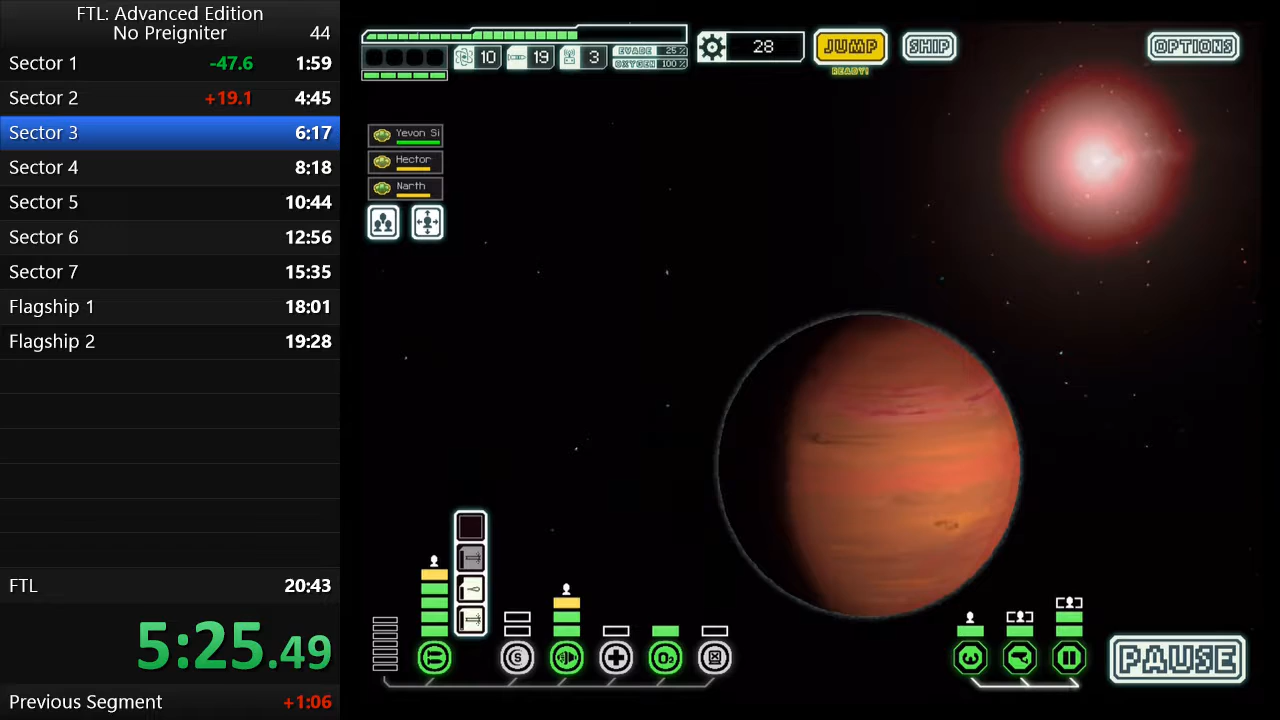 FTL: Advanced Edition
No Preigniter 44
Sector 1 -47.6 1:59
Sector 2 +19.1 4:45
Sector 3 6:17
Sector 4 8:18
Sector 5 10:44
Sector 6 12:56
Sector 7 15:35
Flagship 1 18:01
Flagship 2 19:28
FTL 20:43
5:25.49
Previous Segment +1:06
10 19 3
EVADE 25%
OXYGEN 100%
28
JUMP
READY!
SHIP
OPTIONS
Yevon Si
Hector
Narth
S
O2
PAUSE